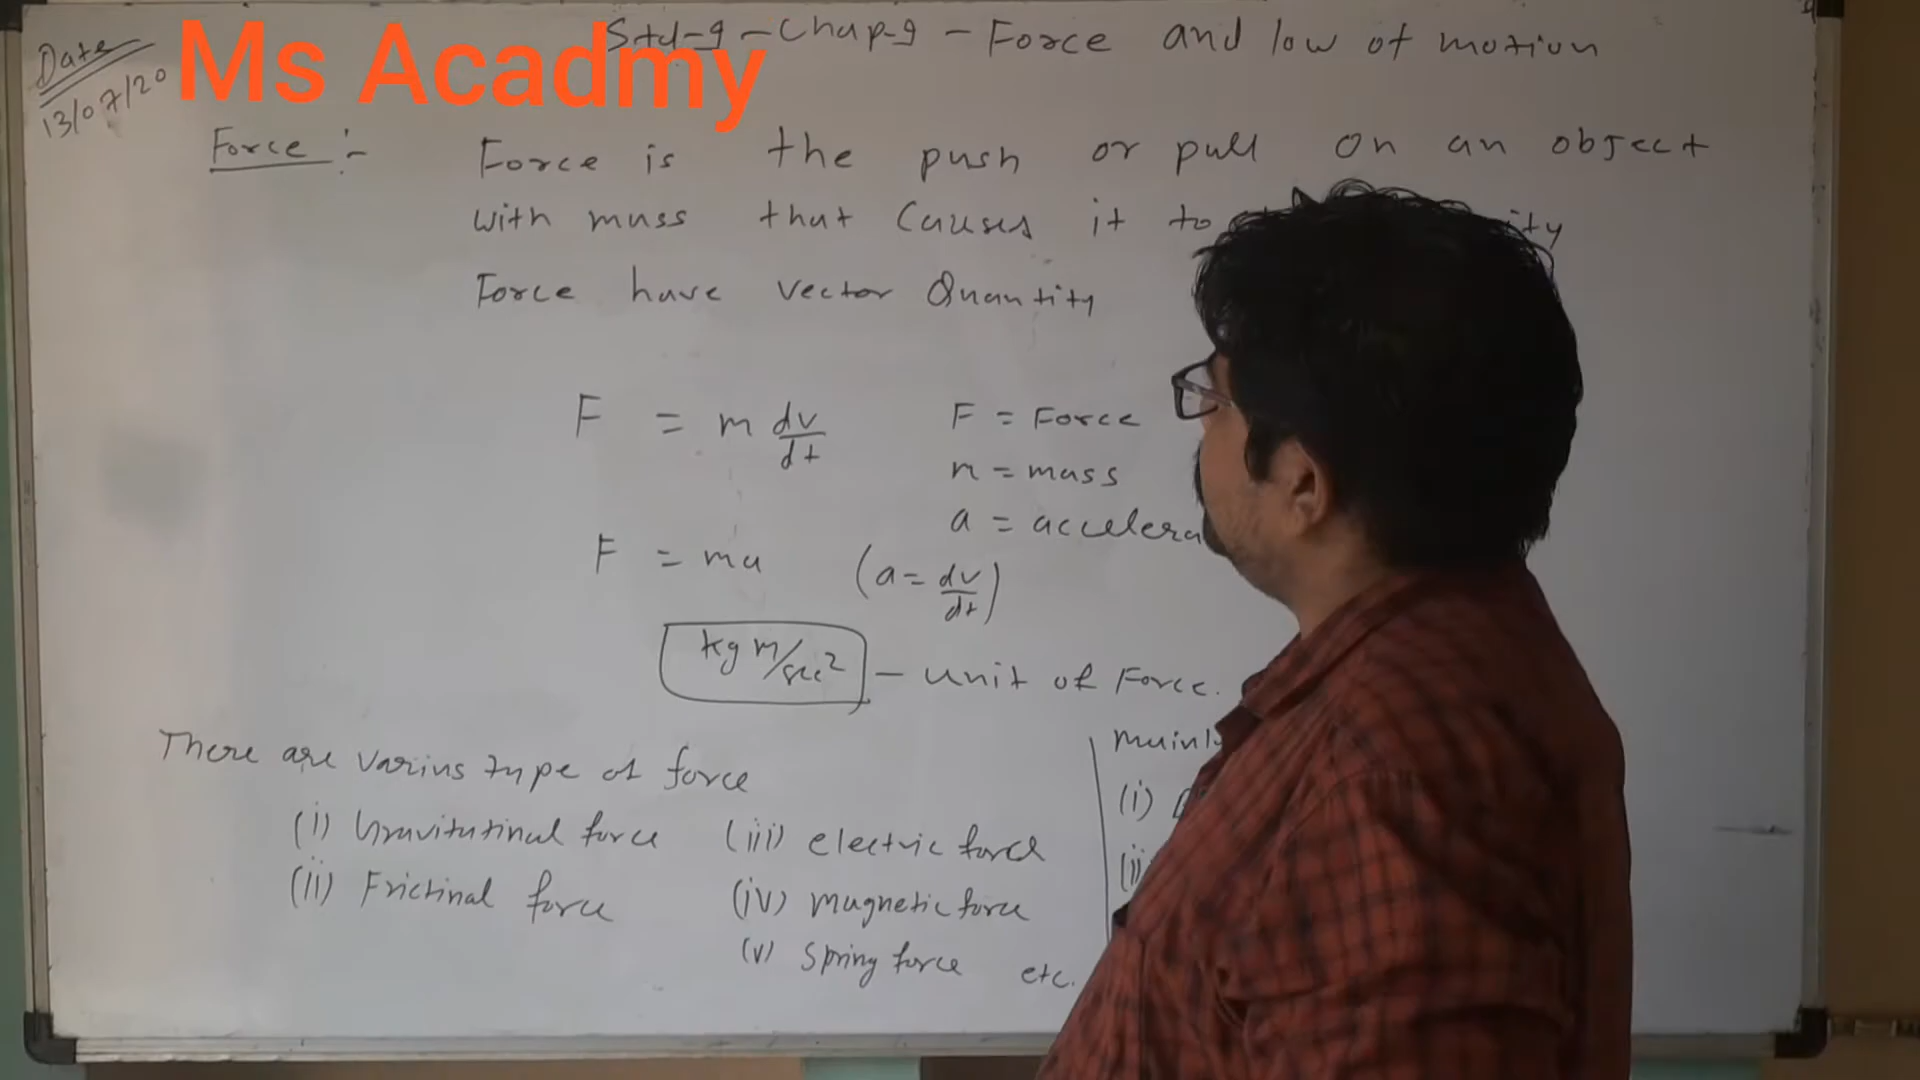 Date
13/07/20
Ms Acadmy
Std-9 - Chap-9 - Force and low of motion
Force :- Force is the push or pull on an object
with mass that causes it to
Force have vector Quantity
F = m dv/dt
F = Force
m = mass
a = accelera
F = ma (a = dv/dt)
kg m/sec² - unit of Force.
There are varius type of force
(i) Gravitutinal force
(ii) Frictinal force
(iii) electric force
(iv) magnetic force
(v) Spring force etc.
mainly
(i)
(ii)